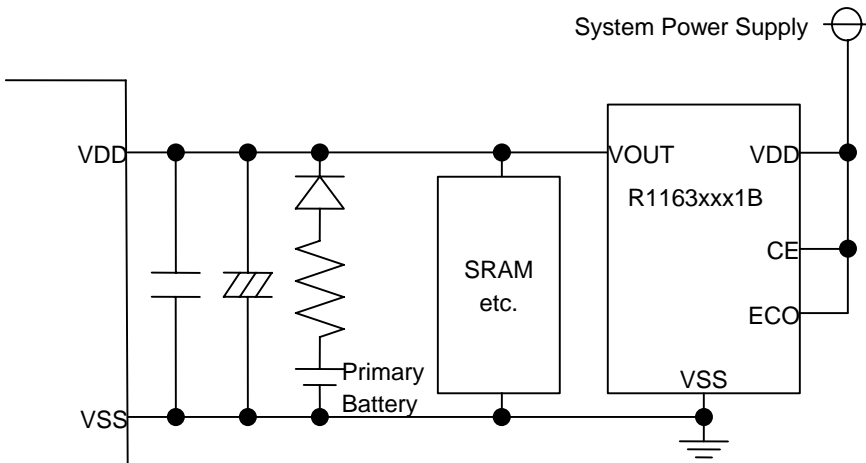 System Power Supply
VDD
VOUT
VDD
R1163xxx1B
CE
SRAM
etc.
ECO
Primary
Battery
VSS
VSS